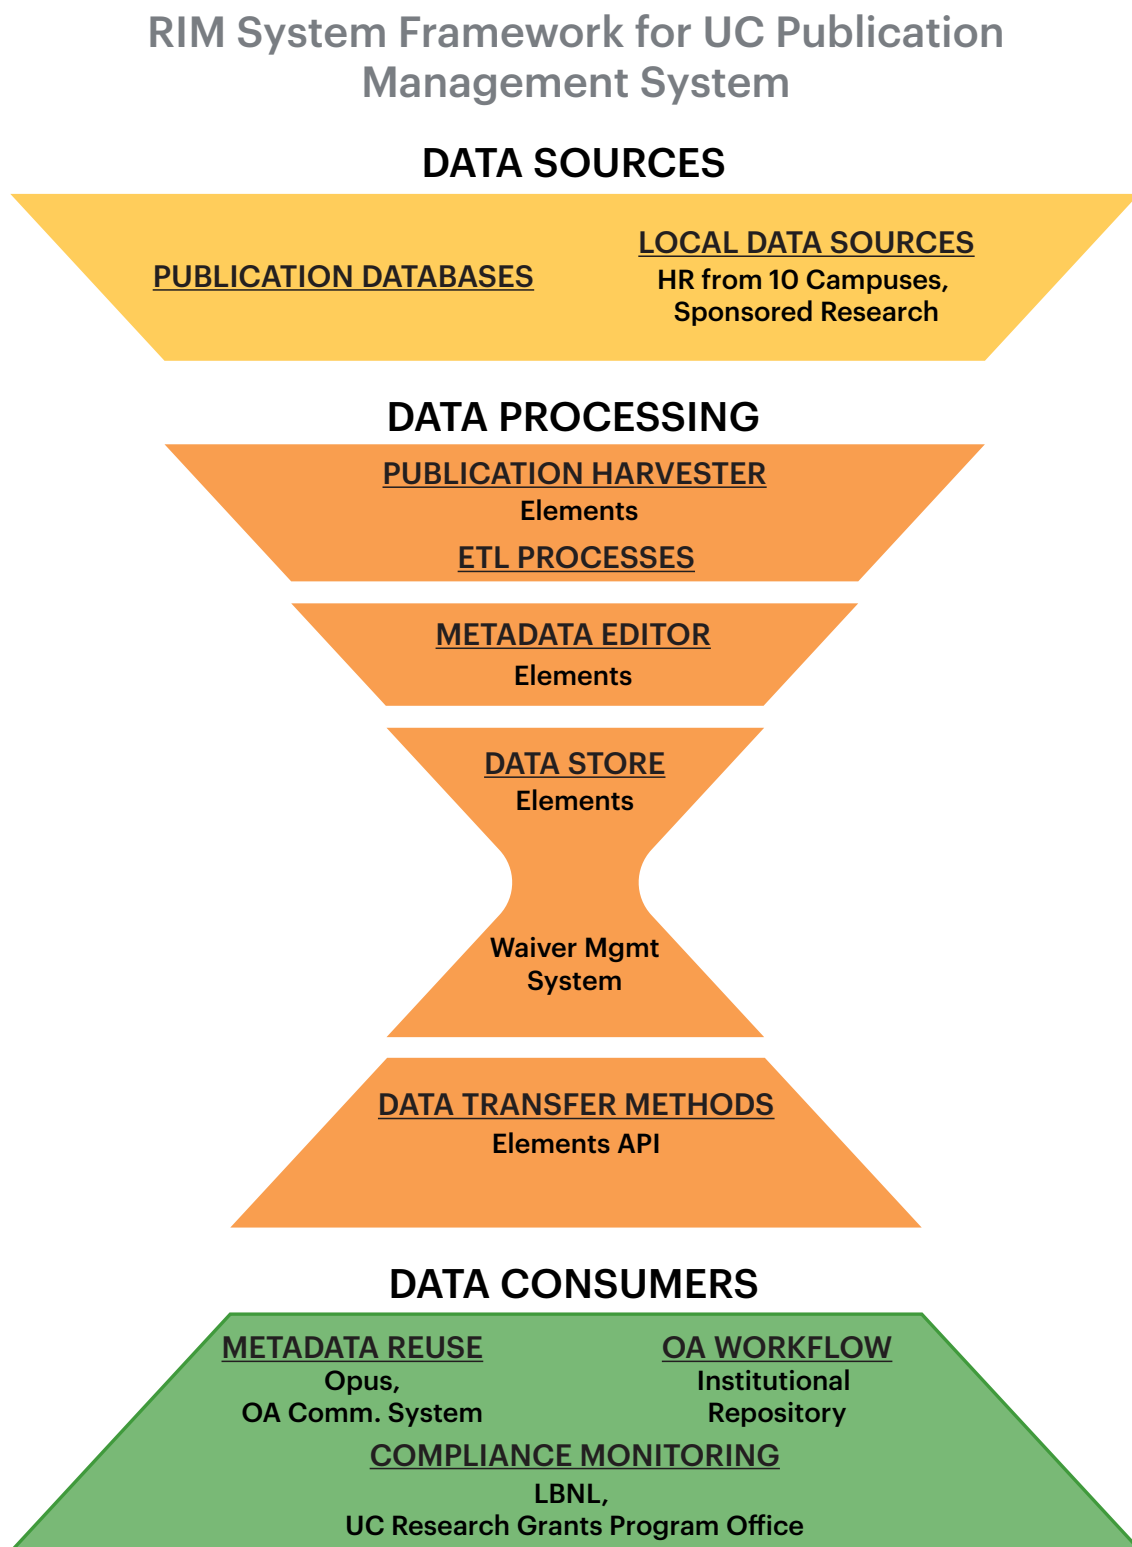 RIM System Framework for UC Publication
Management System
DATA SOURCES
PUBLICATION DATABASES
LOCAL DATA SOURCES
HR from 10 Campuses,
Sponsored Research
DATA PROCESSING
PUBLICATION HARVESTER
Elements
ETL PROCESSES
METADATA EDITOR
Elements
DATA STORE
Elements
Waiver Mgmt
System
DATA TRANSFER METHODS
Elements API
DATA CONSUMERS
METADATA REUSE
Opus,
OA Comm. System
OA WORKFLOW
Institutional
Repository
COMPLIANCE MONITORING
LBNL,
UC Research Grants Program Office